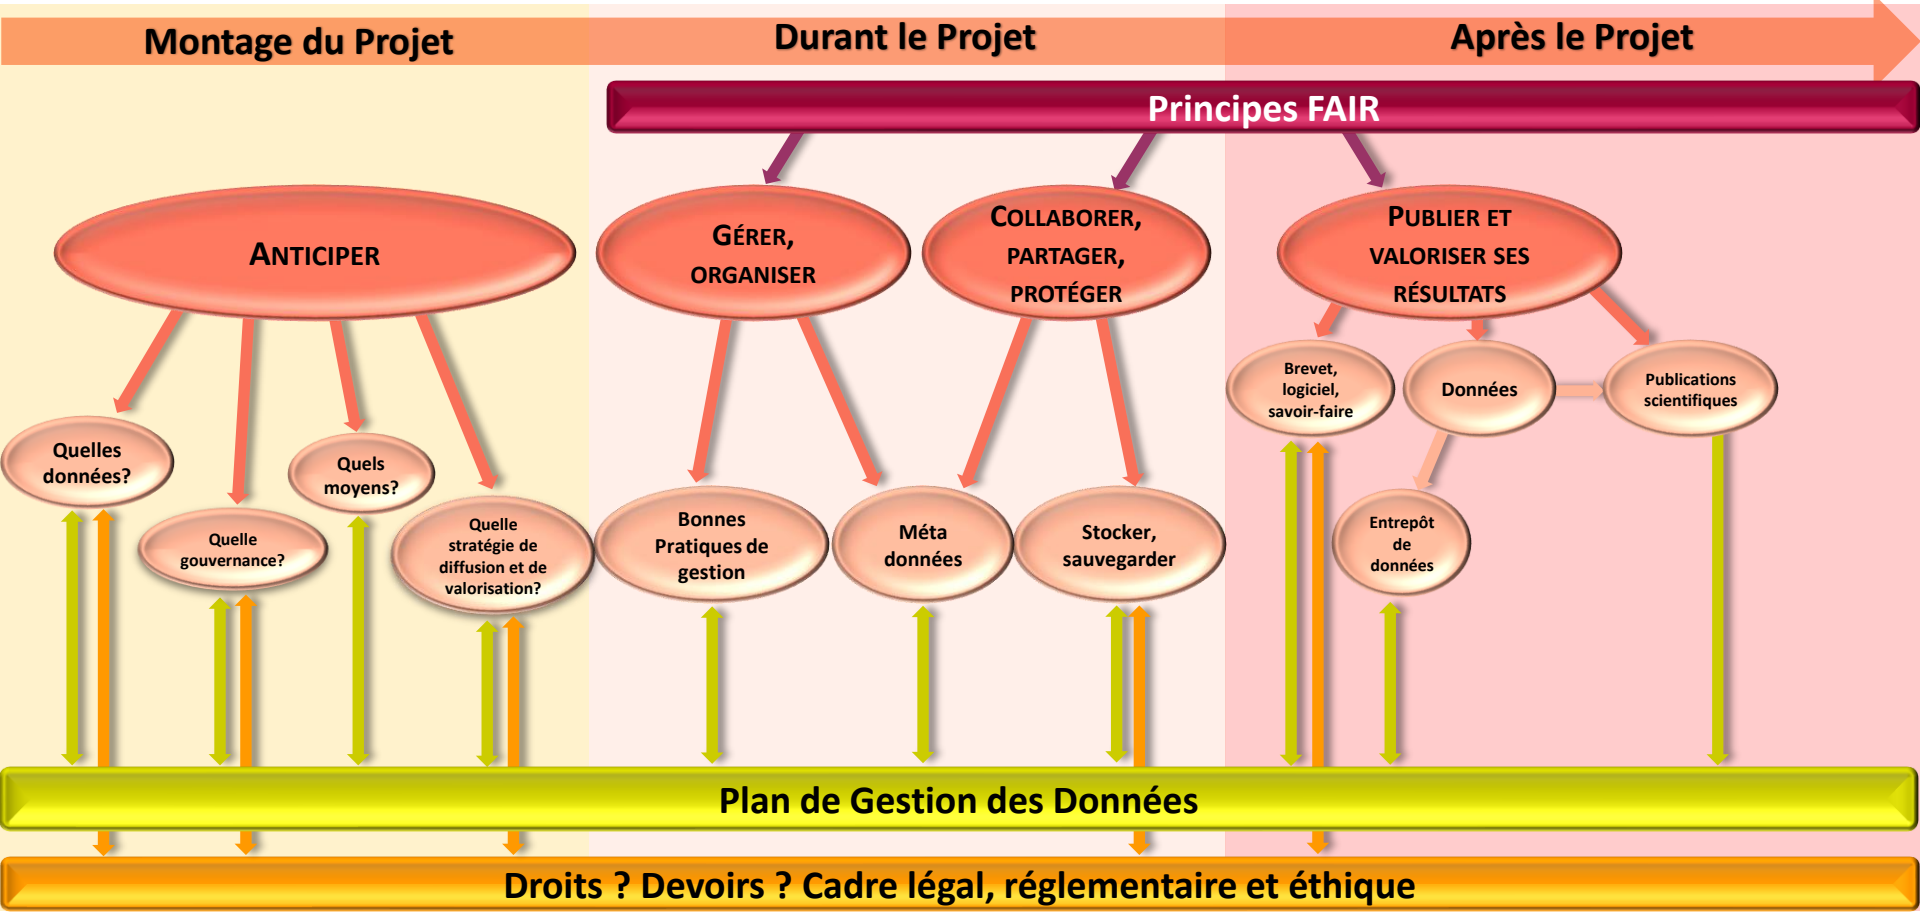 Montage du Projet
Durant le Projet
Après le Projet
Principes FAIR
ANTICIPER
GÉRER,
ORGANISER
COLLABORER,
PARTAGER,
PROTÉGER
PUBLIER ET
VALORISER SES
RÉSULTATS
Quelles
données?
Quelle
gouvernance?
Quels
moyens?
Quelle
stratégie de
diffusion et de
valorisation?
Bonnes
Pratiques de
gestion
Méta
données
Stocker,
sauvegarder
Brevet,
logiciel,
savoir-faire
Données
Publications
scientifiques
Entrepôt
de
données
Plan de Gestion des Données
Droits ? Devoirs ? Cadre légal, réglementaire et éthique